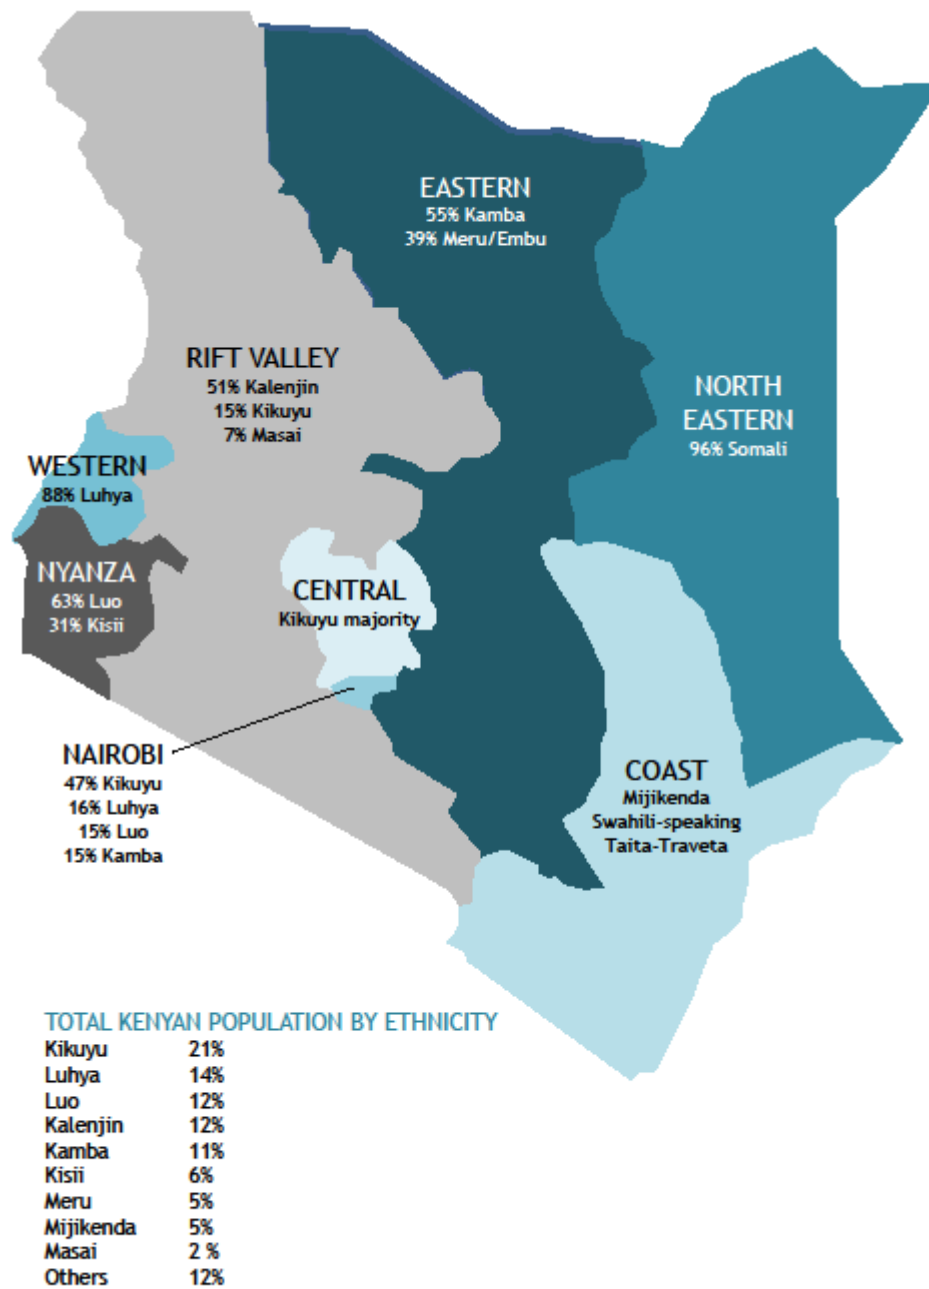 EASTERN
55% Kamba
39% Meru/Embu
RIFT VALLEY
51% Kalenjin
15% Kikuyu
7% Masai
NORTH
EASTERN
96% Somali
WESTERN
88% Luhya
NYANZA
63% Luo
31% Kisii
CENTRAL
Kikuyu majority
NAIROBI
47% Kikuyu
16% Luhya
15% Luo
15% Kamba
COAST
Mijikenda
Swahili-speaking
Taita-Traveta
TOTAL KENYAN POPULATION BY ETHNICITY
Kikuyu 21%
Luhya 14%
Luo 12%
Kalenjin 12%
Kamba 11%
Kisii 6%
Meru 5%
Mijikenda 5%
Masai 2 %
Others 12%